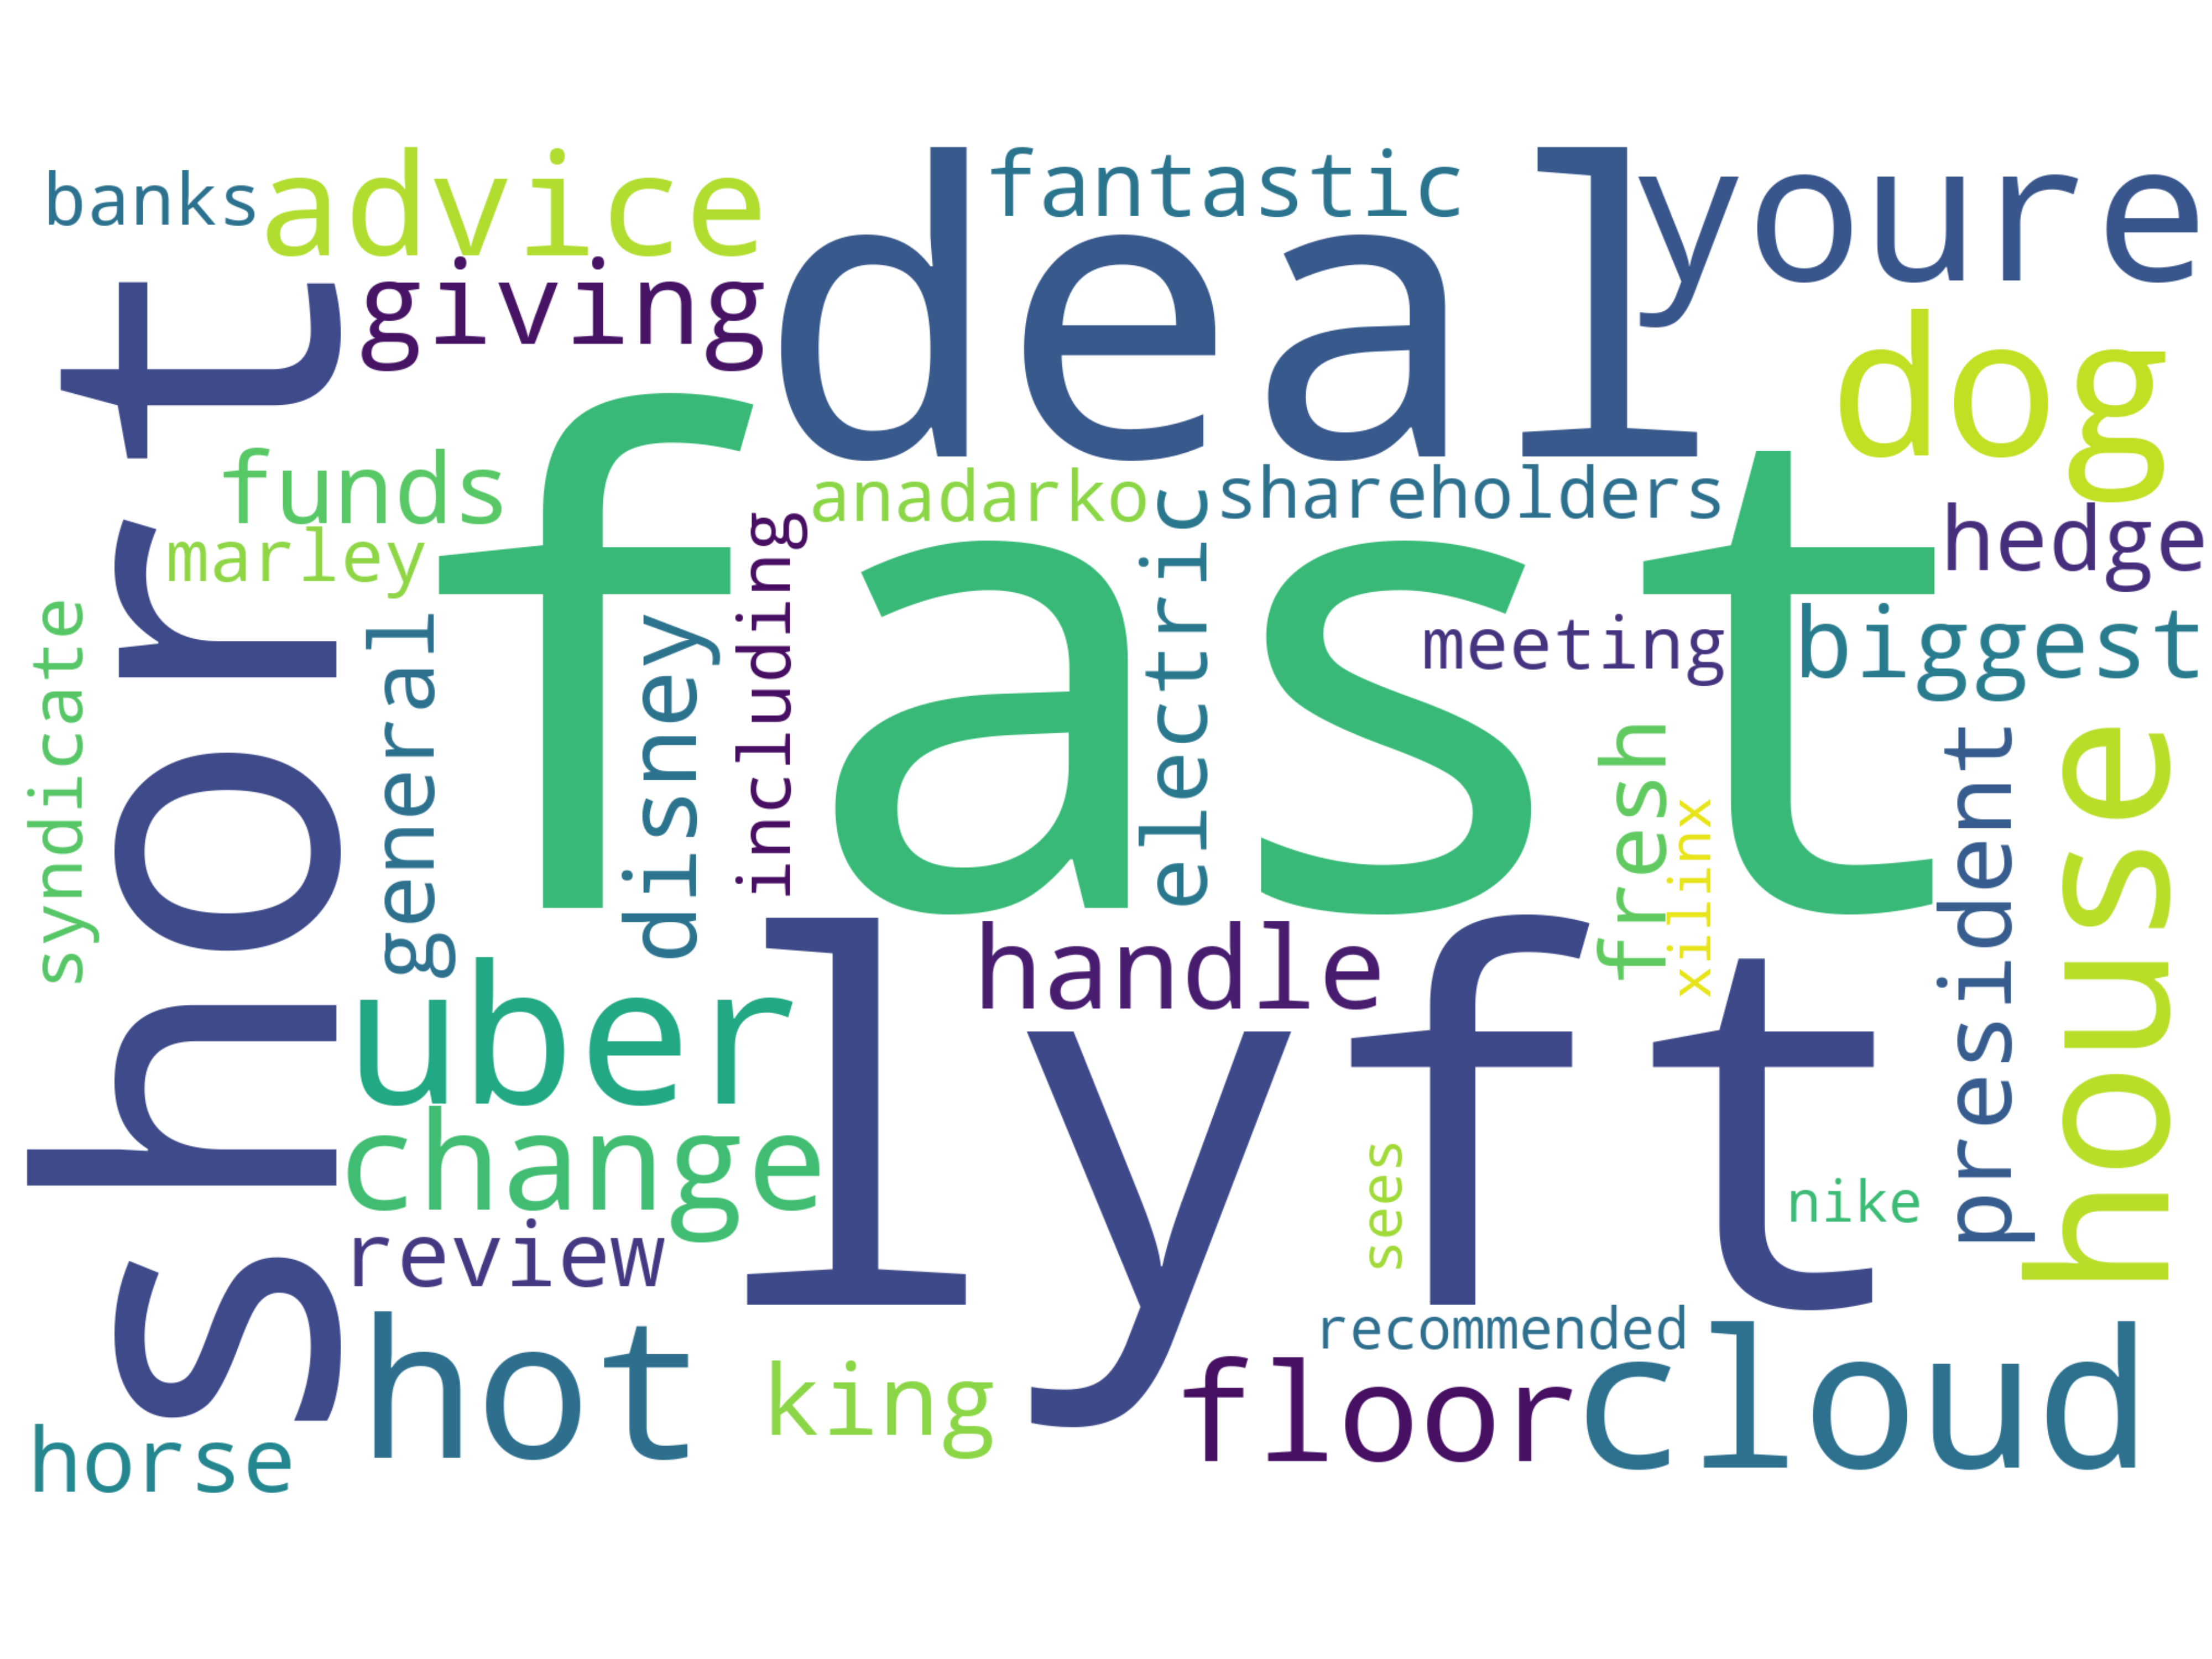 banks
advice
fantastic
youre
giving
deal
dog
short
funds
anadarko
shareholders
hedge
marley
fast
including
electric
meeting
biggest
syndicate
general
disney
fresh
xilinx
president
house
handle
uber
lyft
change
sees
nike
review
recommended
hot
king
floor
cloud
horse